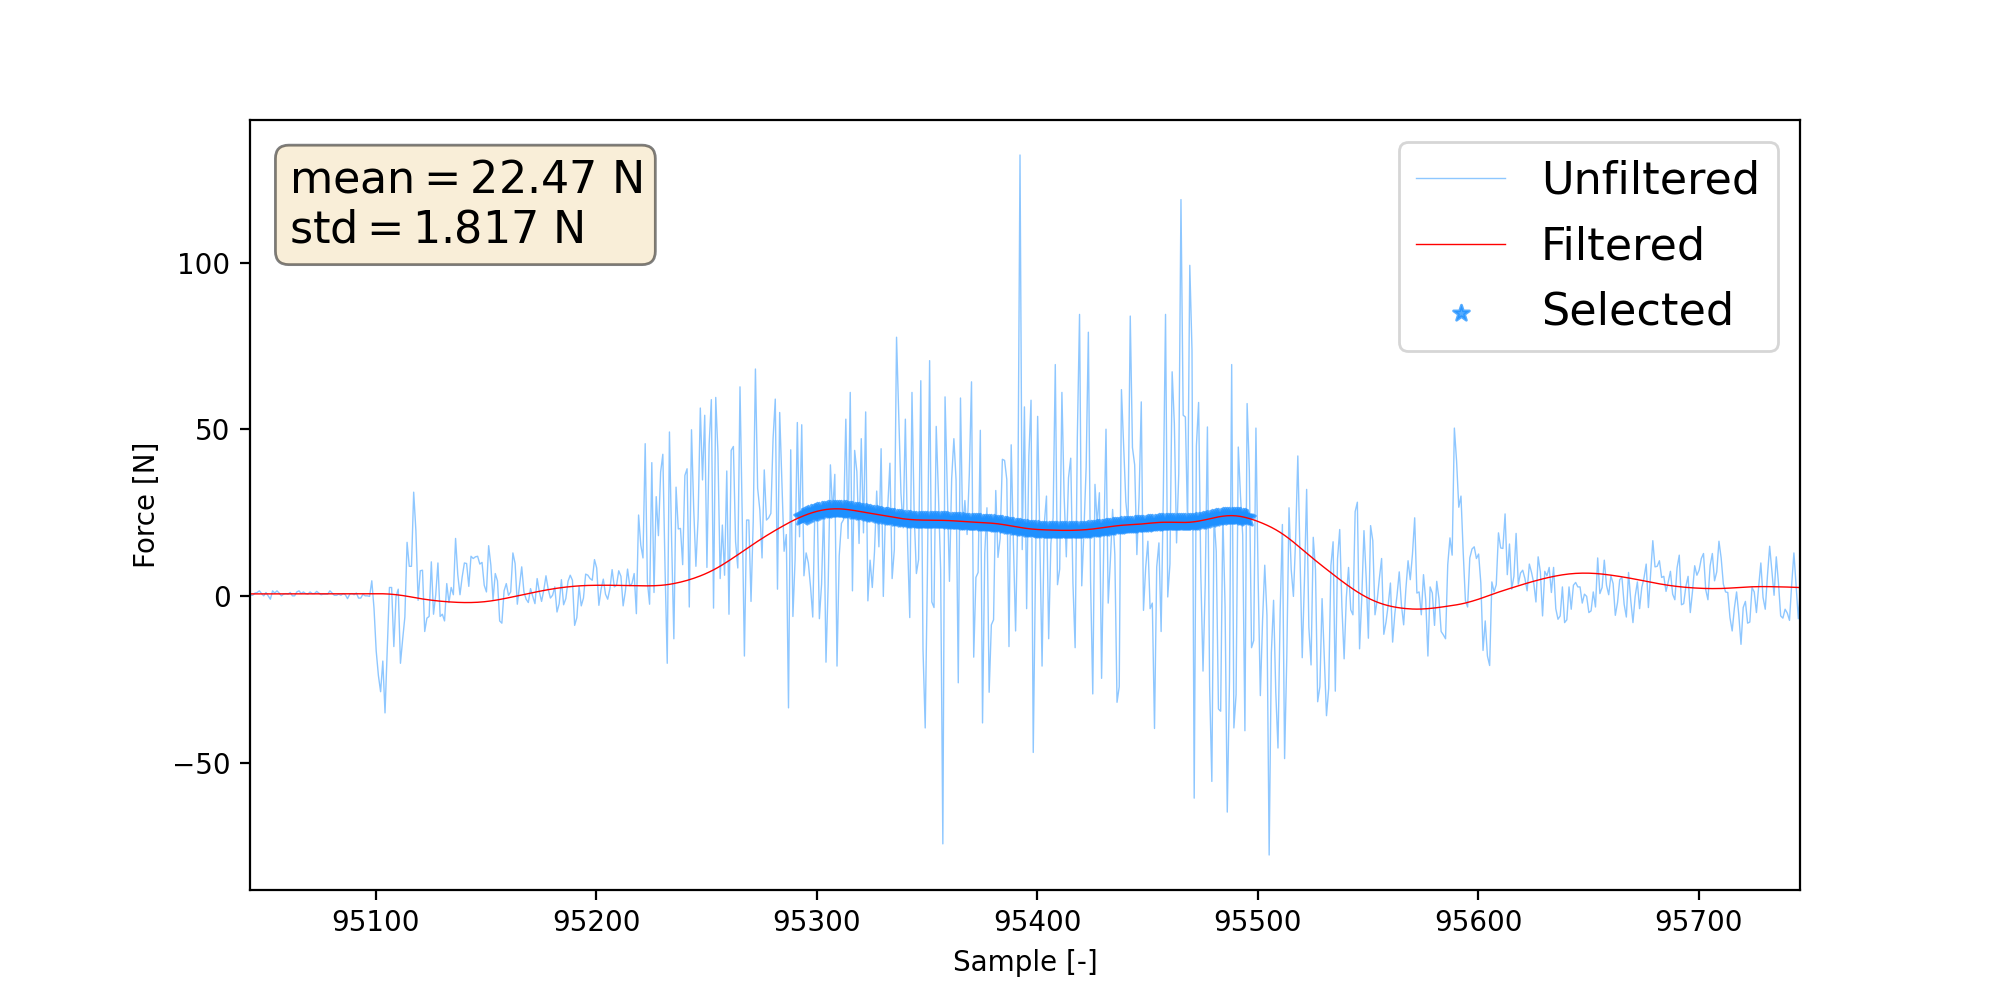 mean = 22.47 N
std = 1.817 N
Unfiltered
Filtered
Selected
100
50
0
−50
Force [N]
95100 95200 95300 95400 95500 95600 95700
Sample [-]